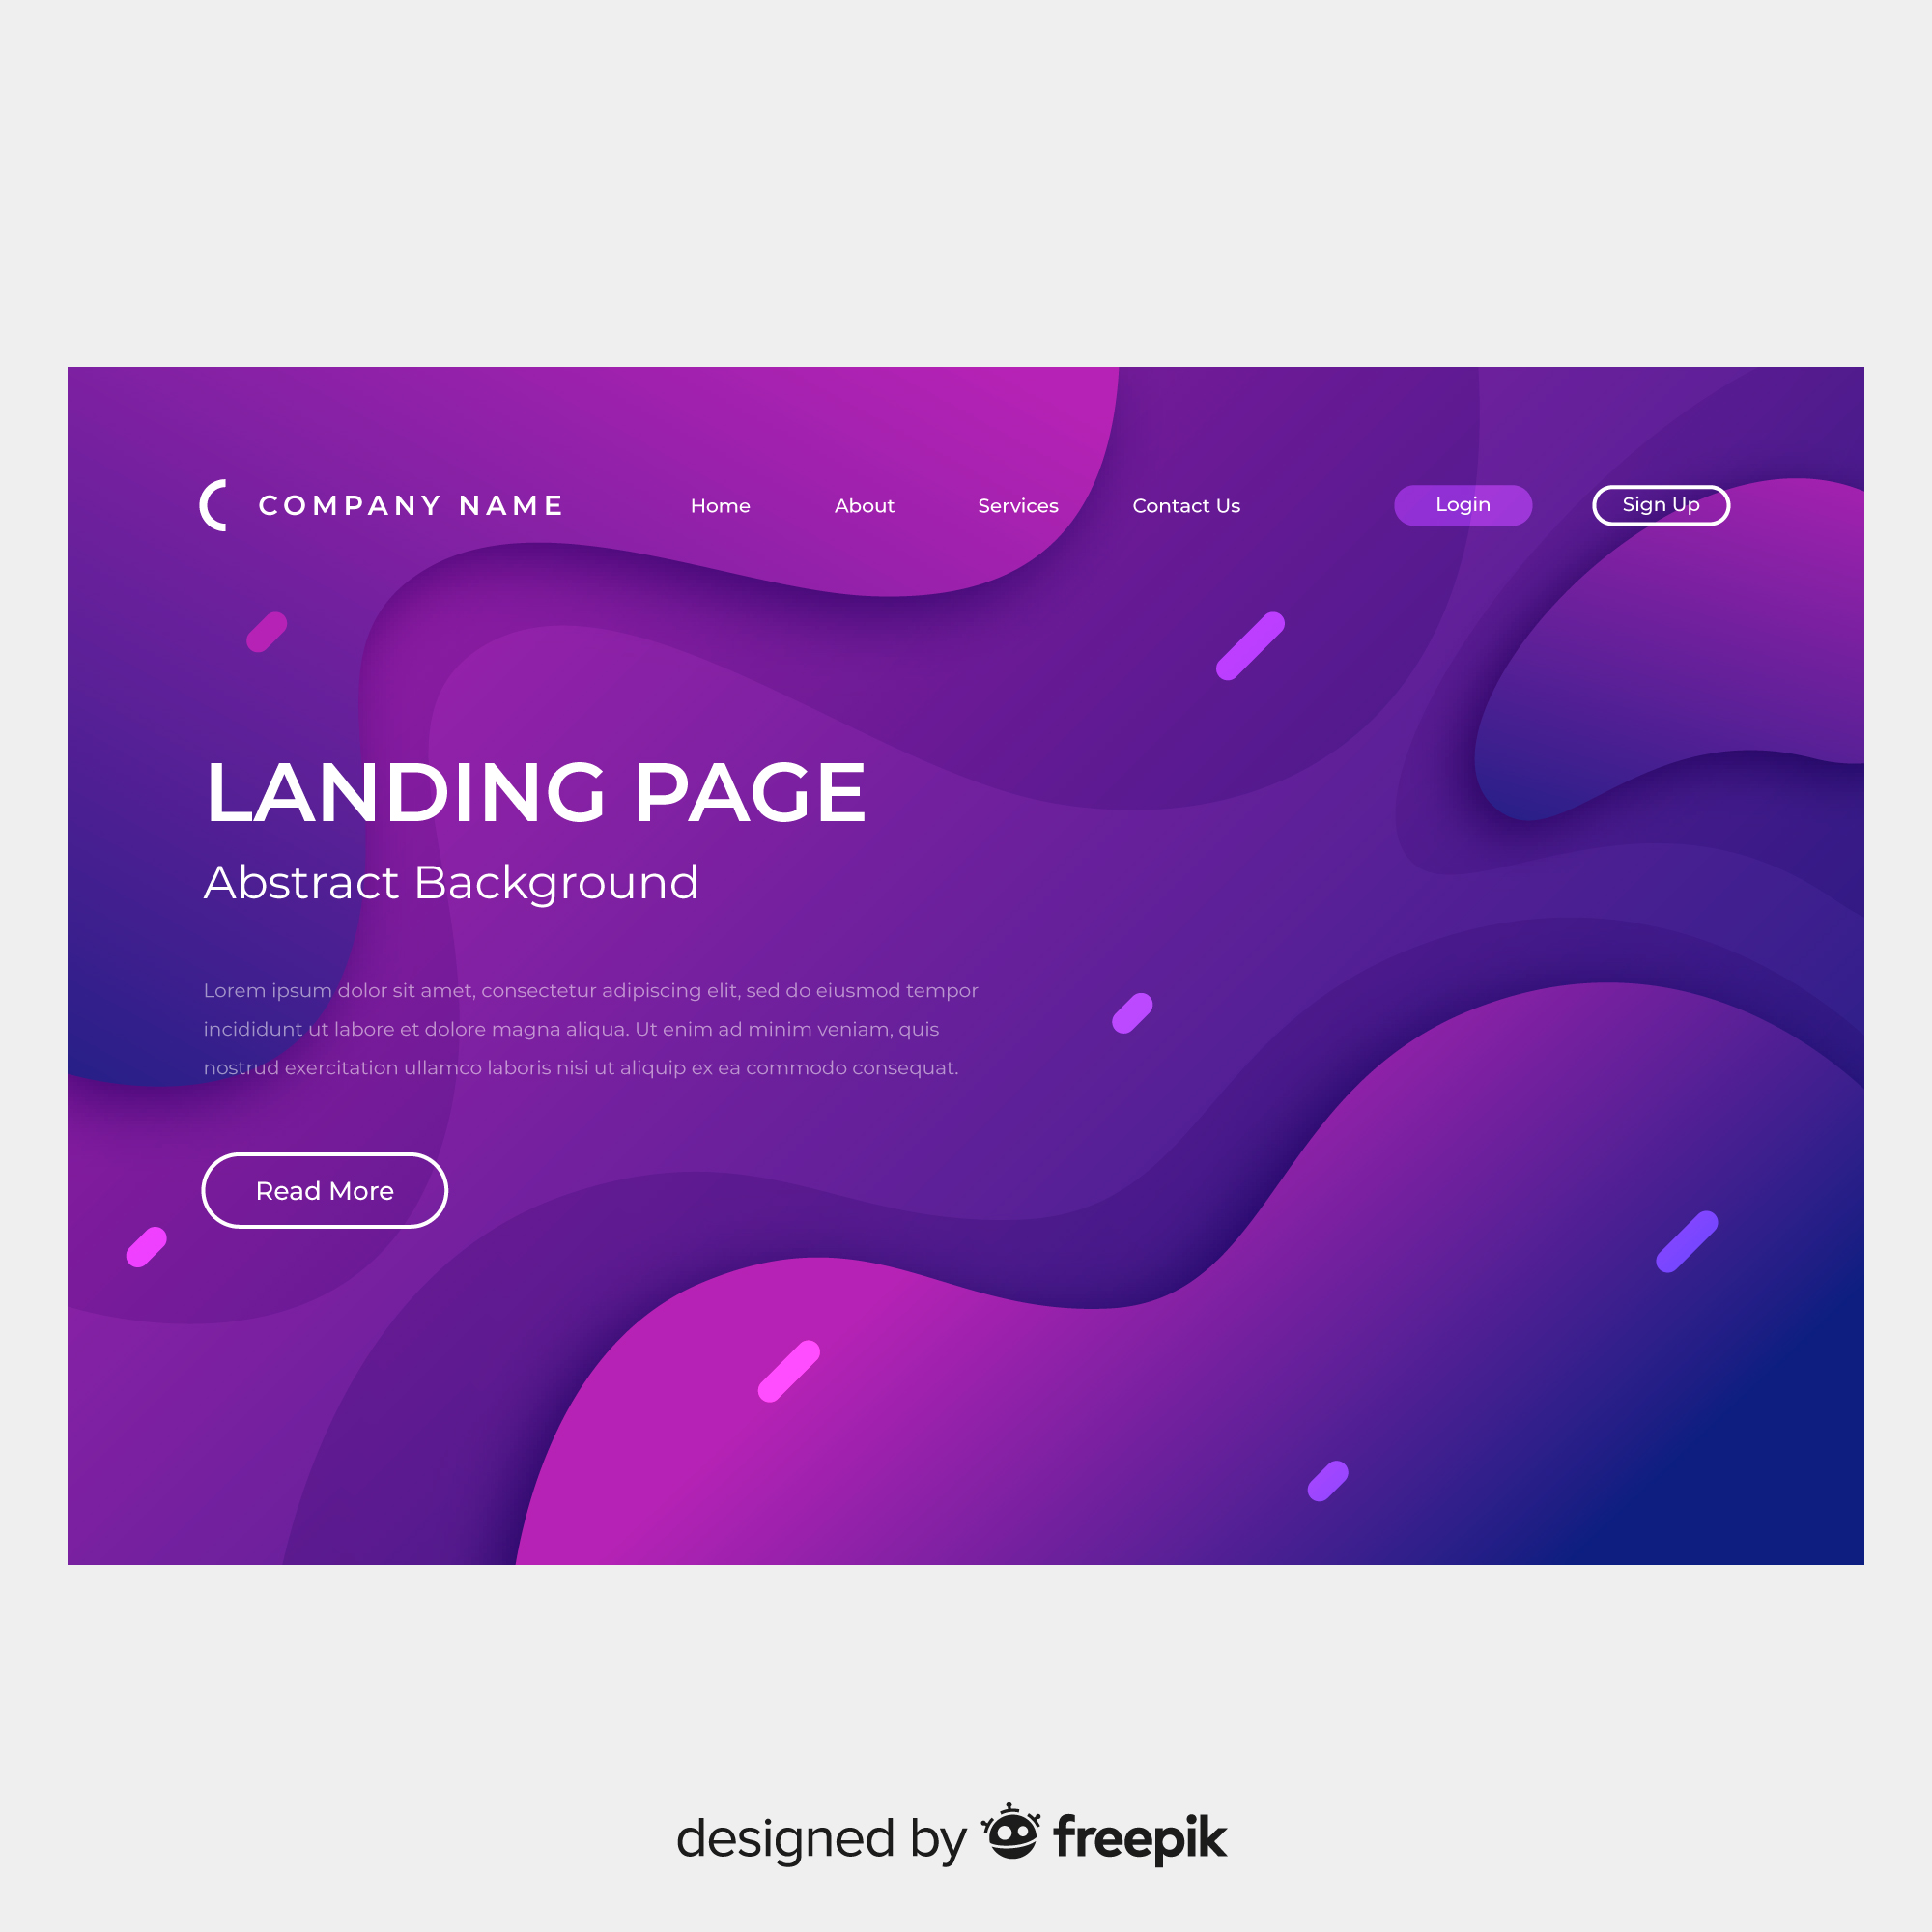 COMPANY NAME Home About Services Contact Us Login Sign Up
LANDING PAGE
Abstract Background
Lorem ipsum dolor sit amet, consectetur adipiscing elit, sed do eiusmod tempor
incididunt ut labore et dolore magna aliqua. Ut enim ad minim veniam, quis
nostrud exercitation ullamco laboris nisi ut aliquip ex ea commodo consequat.
Read More
designed by freepik